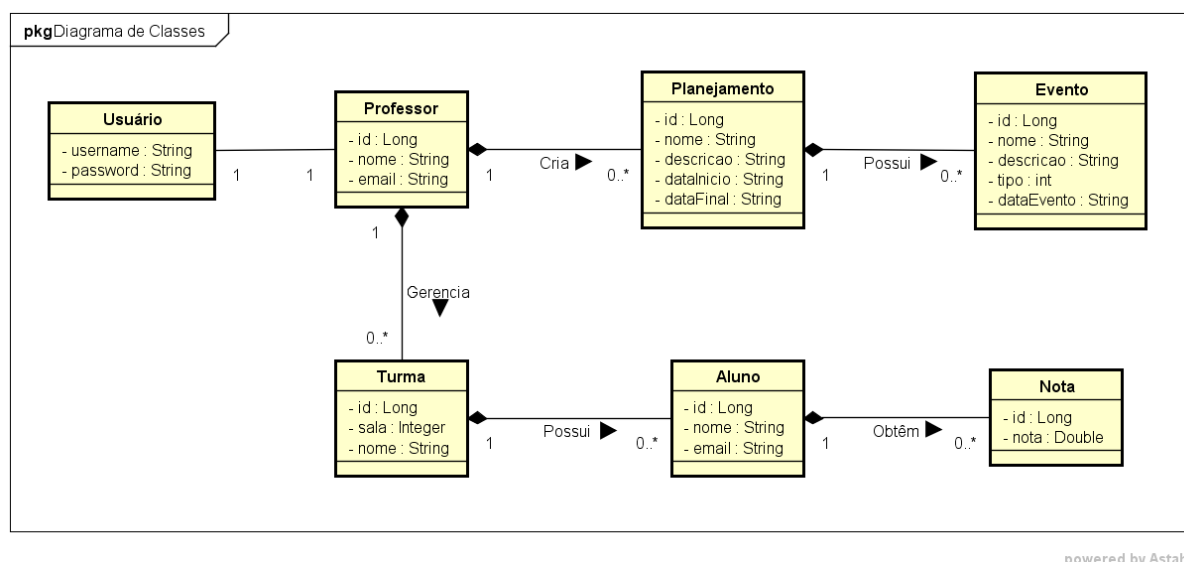 pkgDiagrama de Classes
Usuário
- username : String
- password : String
1
1
Professor
- id : Long
- nome : String
- email : String
1
Cria
0..*
Planejamento
- id : Long
- nome : String
- descricao : String
- dataInicio : String
- dataFinal : String
1
Possui
0..*
Evento
- id : Long
- nome : String
- descricao : String
- tipo : int
- dataEvento : String
1
Gerencia
0..*
Turma
- id : Long
- sala : Integer
- nome : String
1
Possui
0..*
Aluno
- id : Long
- nome : String
- email : String
1
Obtêm
0..*
Nota
- id : Long
- nota : Double
powered by Astah